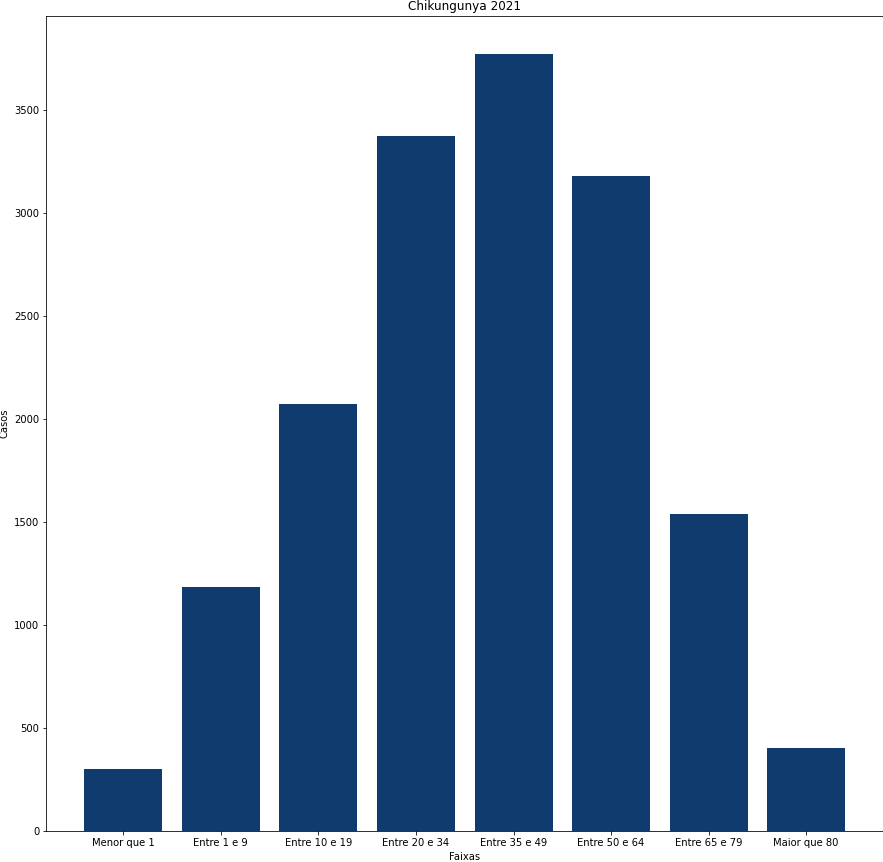 Chikungunya 2021
3500
3000
2500
2000
1500
1000
500
0
Casos
Menor que 1
Entre 1 e 9
Entre 10 e 19
Entre 20 e 34
Entre 35 e 49
Entre 50 e 64
Entre 65 e 79
Maior que 80
Faixas